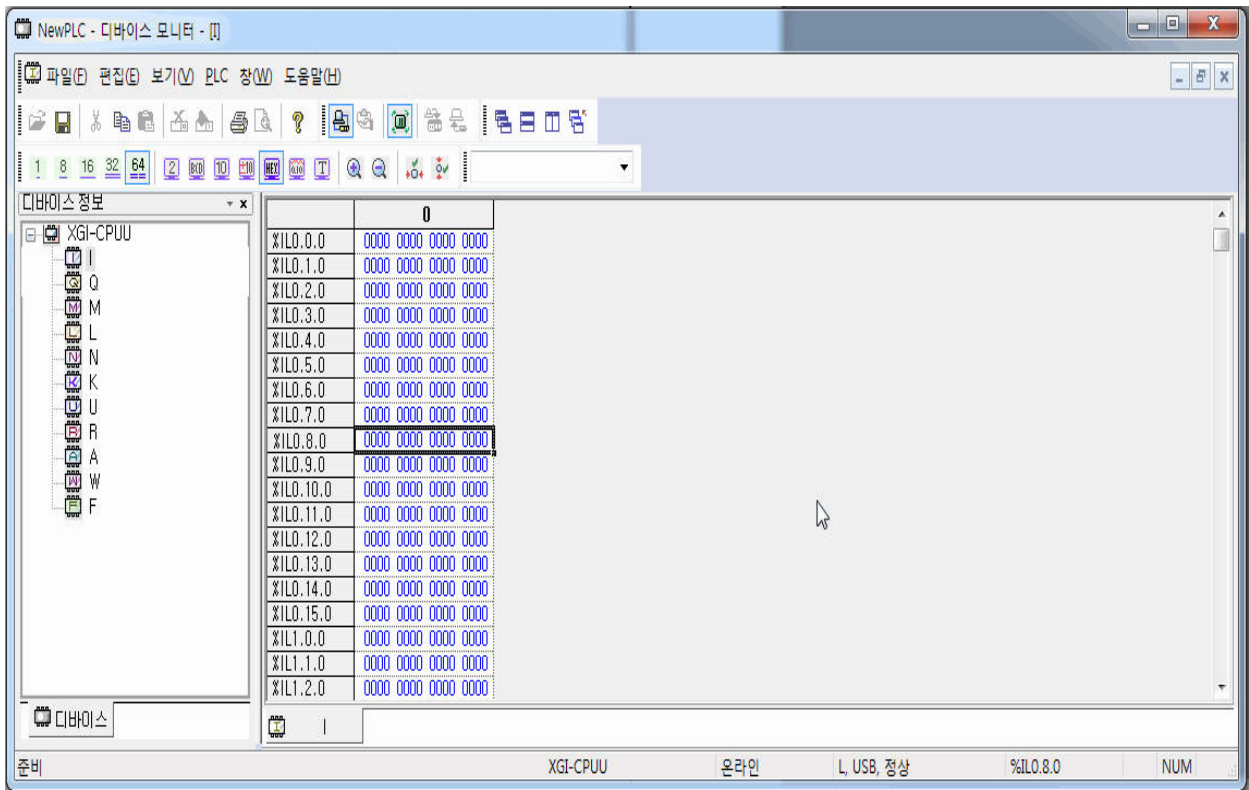 NewPLC - 디바이스 모니터 - [I]
파일(F) 편집(E) 보기(V) PLC 창(W) 도움말(H)
1 8 16 32 64 2 BCD 10 ±10 HEX 0.10 T
디바이스 정보
XGI-CPUU
I
Q
M
L
N
K
U
R
A
W
F
디바이스
0
%IL0.0.0 0000 0000 0000 0000
%IL0.1.0 0000 0000 0000 0000
%IL0.2.0 0000 0000 0000 0000
%IL0.3.0 0000 0000 0000 0000
%IL0.4.0 0000 0000 0000 0000
%IL0.5.0 0000 0000 0000 0000
%IL0.6.0 0000 0000 0000 0000
%IL0.7.0 0000 0000 0000 0000
%IL0.8.0 0000 0000 0000 0000
%IL0.9.0 0000 0000 0000 0000
%IL0.10.0 0000 0000 0000 0000
%IL0.11.0 0000 0000 0000 0000
%IL0.12.0 0000 0000 0000 0000
%IL0.13.0 0000 0000 0000 0000
%IL0.14.0 0000 0000 0000 0000
%IL0.15.0 0000 0000 0000 0000
%IL1.0.0 0000 0000 0000 0000
%IL1.1.0 0000 0000 0000 0000
%IL1.2.0 0000 0000 0000 0000
I
준비 XGI-CPUU 온라인 L, USB, 정상 %IL0.8.0 NUM